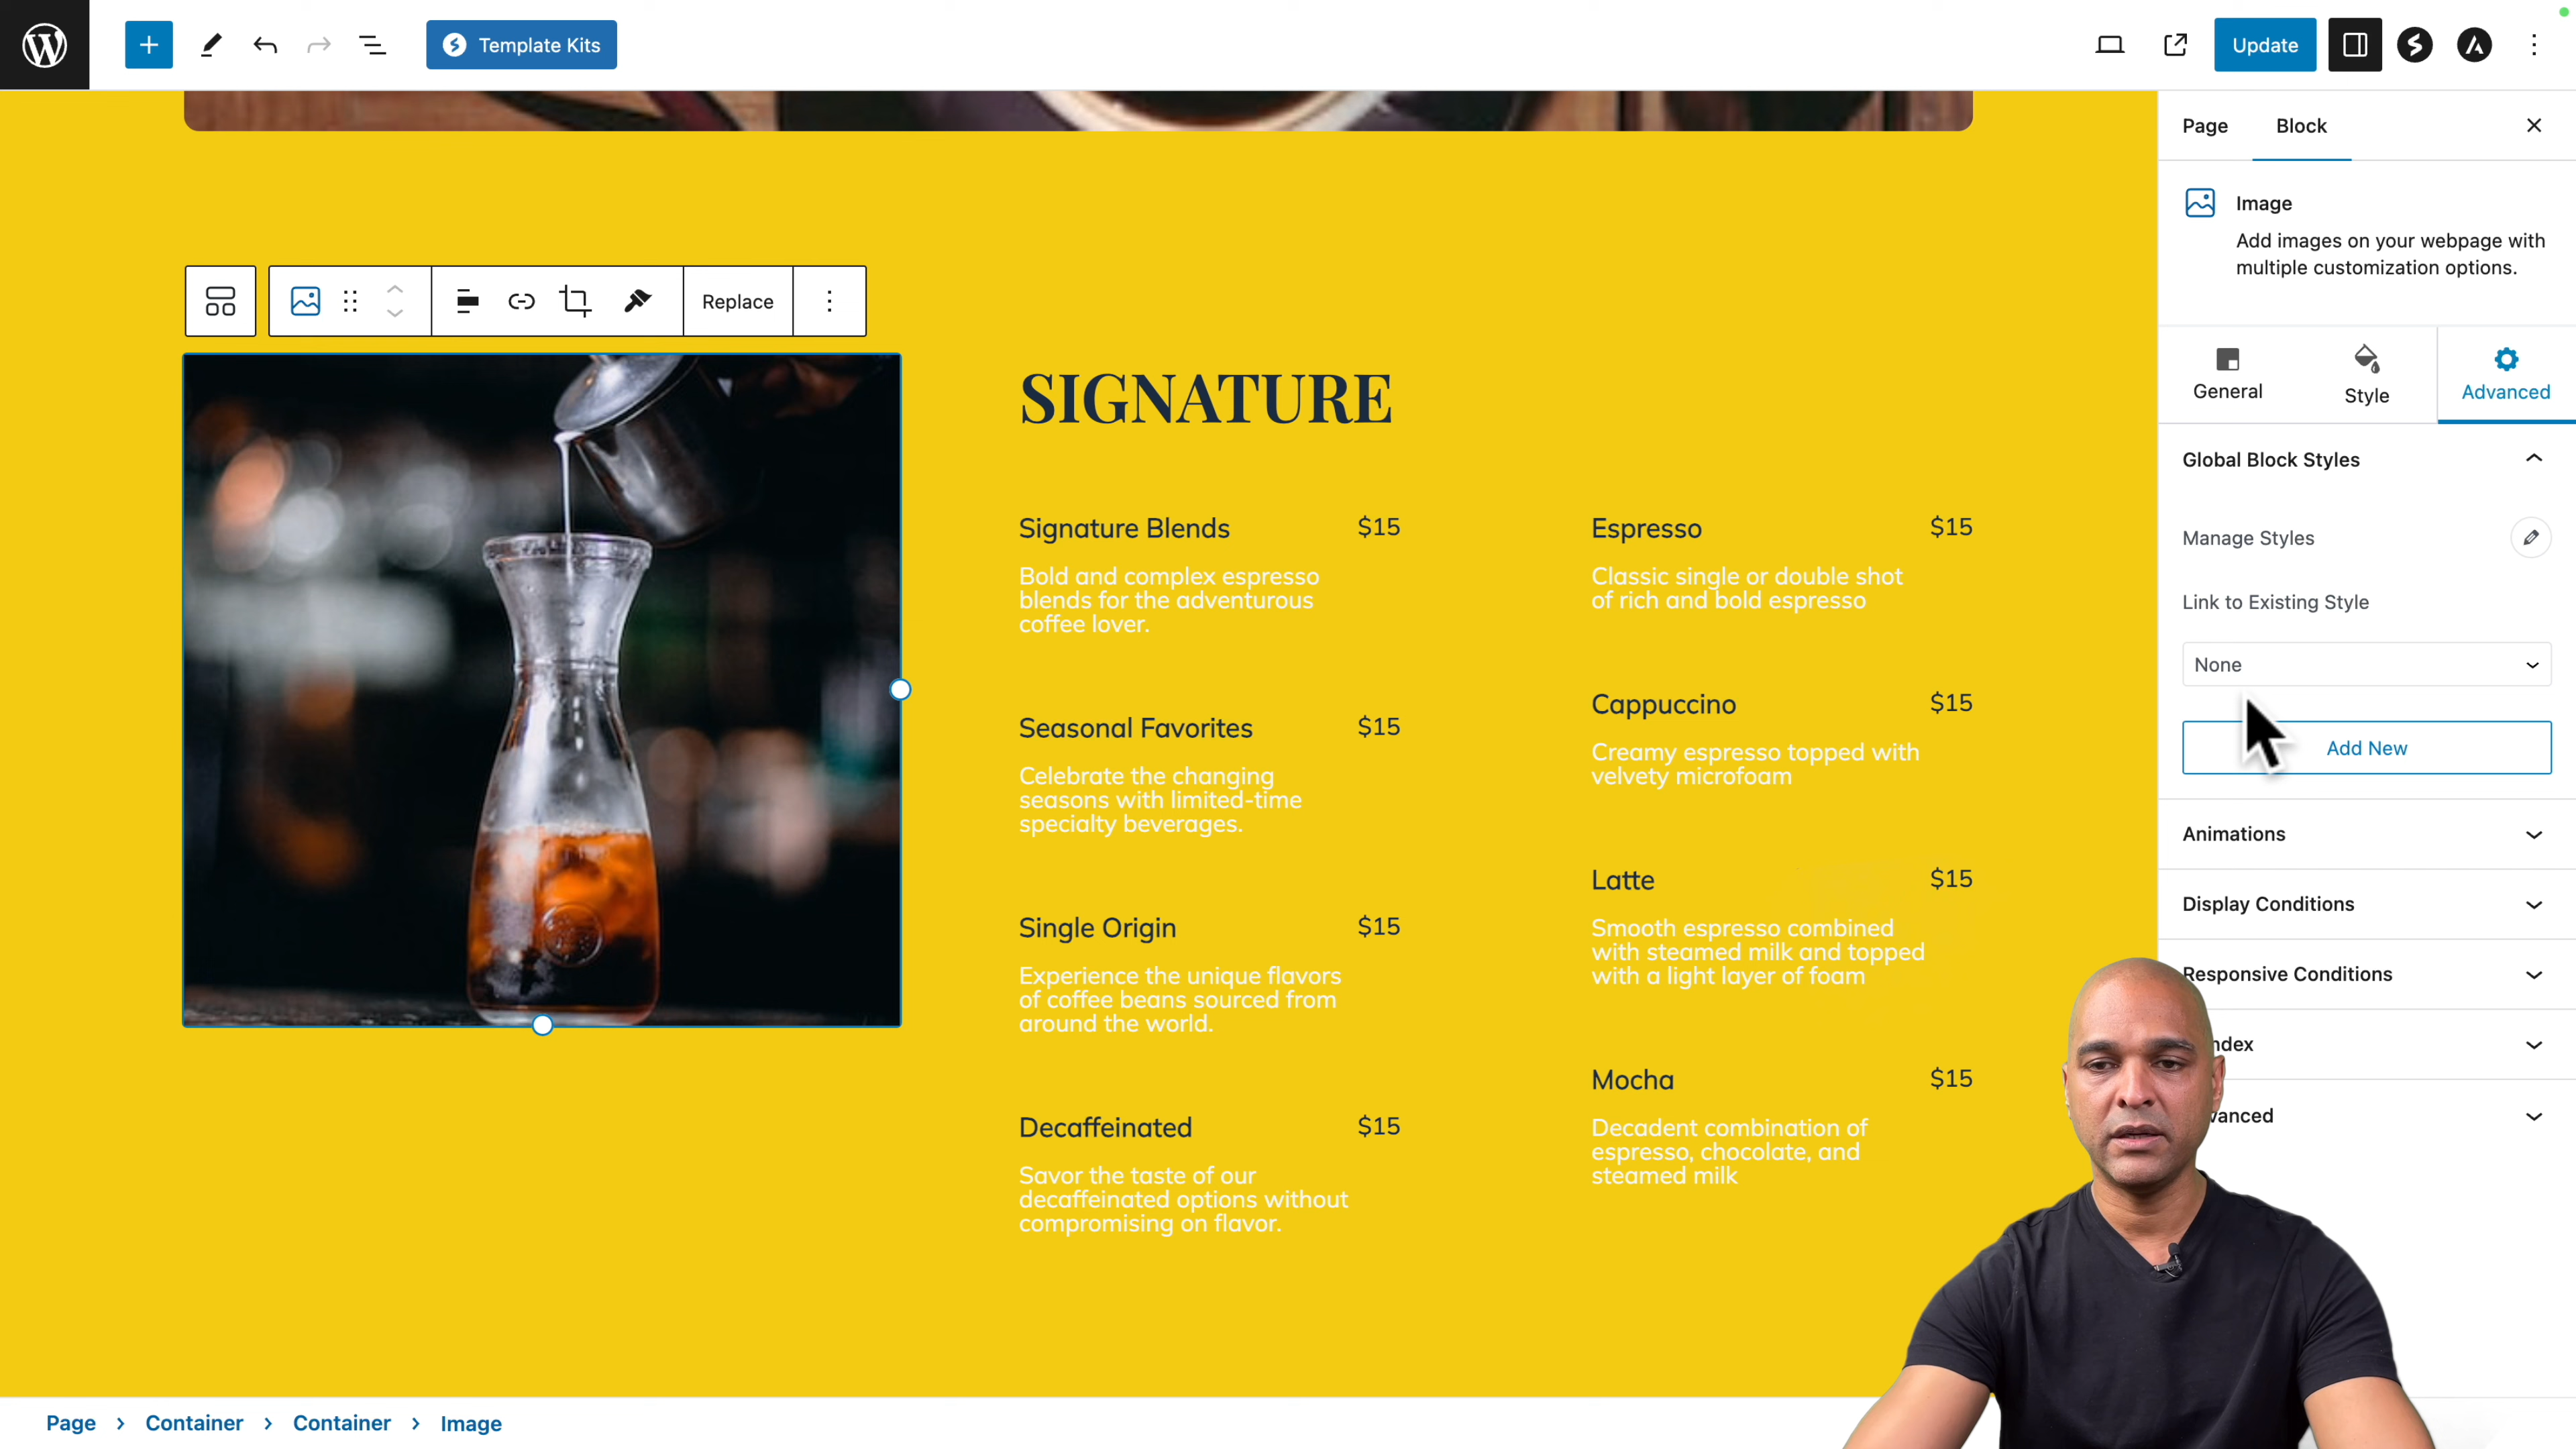 Template Kits
Update
Page
Block
Image
Add images on your webpage with
multiple customization options.
General
Style
Advanced
Global Block Styles
Manage Styles
Link to Existing Style
None
Add New
Animations
Display Conditions
Responsive Conditions
ndex
vanced
Replace
SIGNATURE
Signature Blends $15
Bold and complex espresso
blends for the adventurous
coffee lover.
Seasonal Favorites $15
Celebrate the changing
seasons with limited-time
specialty beverages.
Single Origin $15
Experience the unique flavors
of coffee beans sourced from
around the world.
Decaffeinated $15
Savor the taste of our
decaffeinated options without
compromising on flavor.
Espresso $15
Classic single or double shot
of rich and bold espresso
Cappuccino $15
Creamy espresso topped with
velvety microfoam
Latte $15
Smooth espresso combined
with steamed milk and topped
with a light layer of foam
Mocha $15
Decadent combination of
espresso, chocolate, and
steamed milk
Page > Container > Container > Image